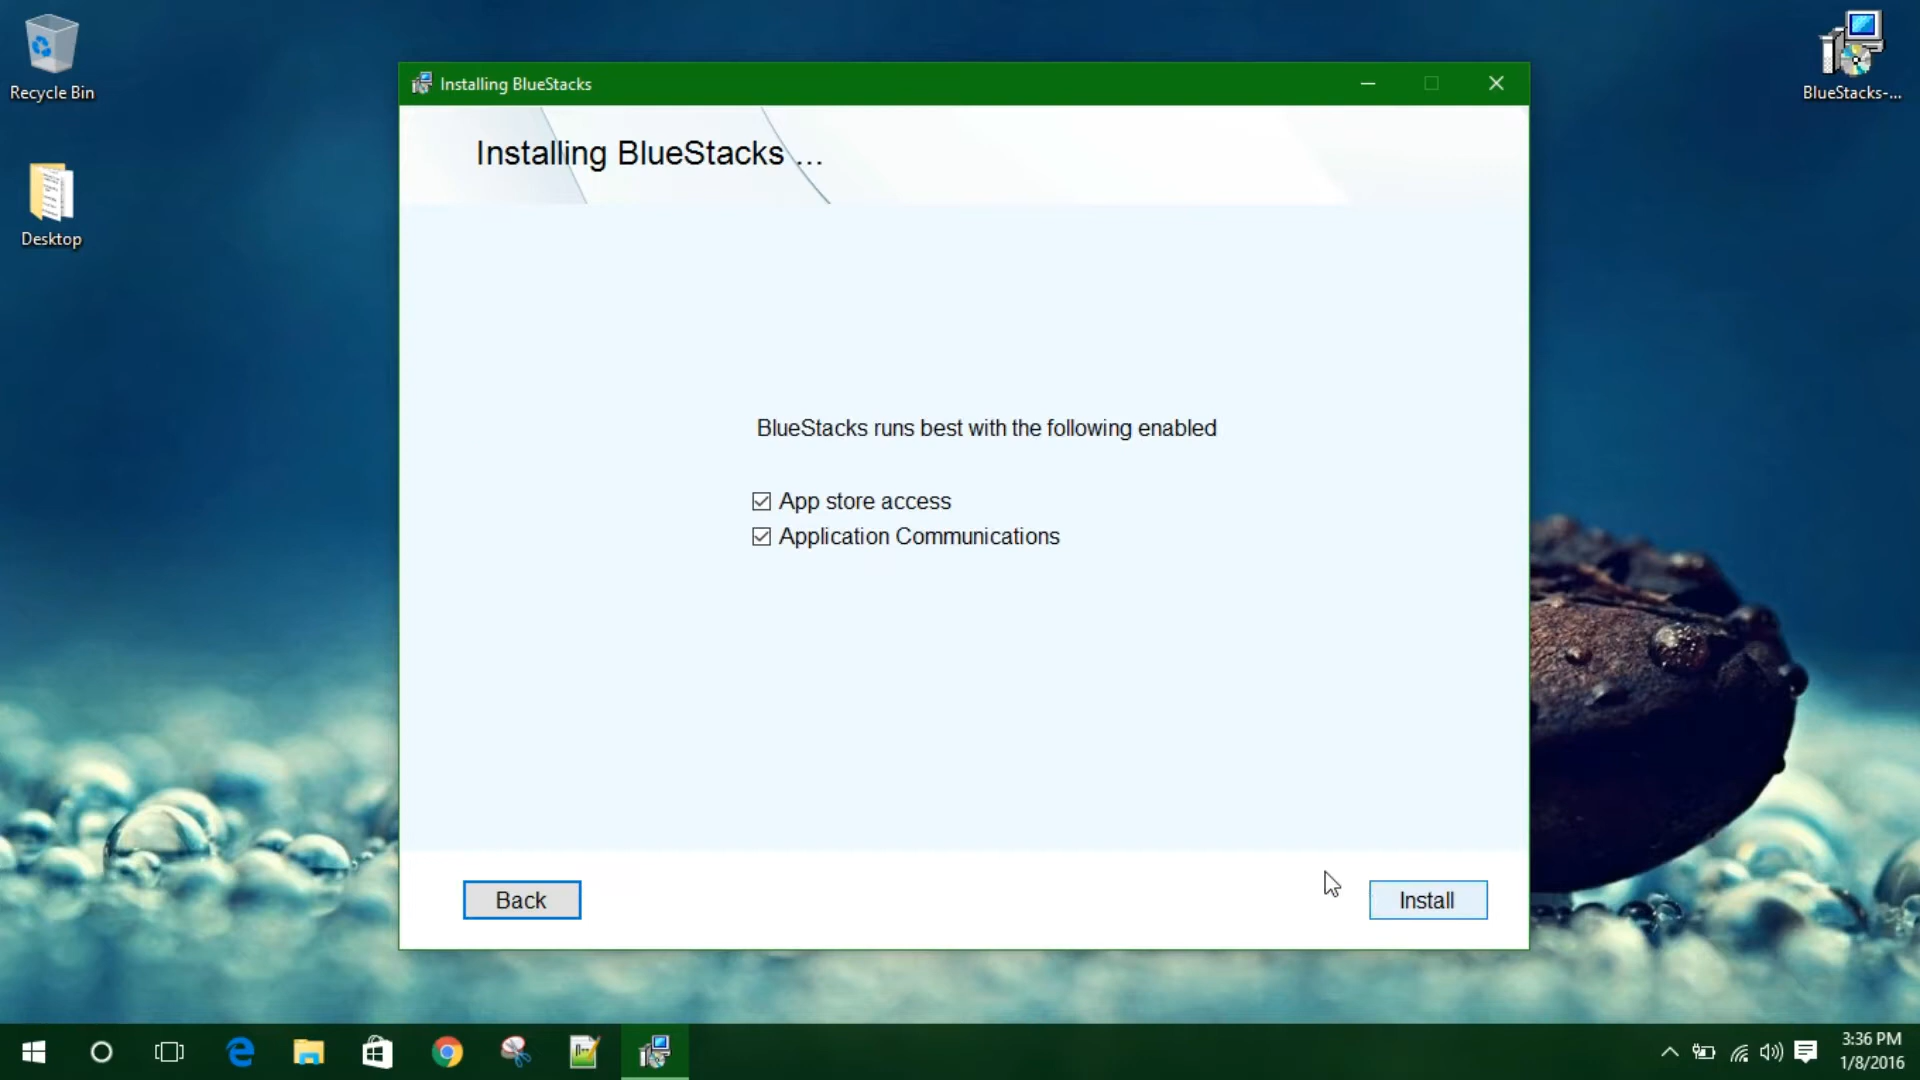 Recycle Bin
Desktop
BlueStacks-...
Installing BlueStacks
Installing BlueStacks ...
BlueStacks runs best with the following enabled
App store access
Application Communications
Back
Install
3:36 PM
1/8/2016